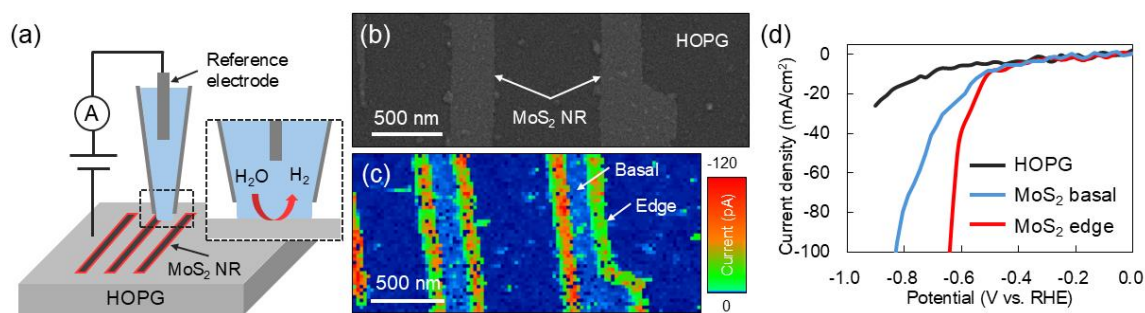 (a)
Reference
electrode
A
H₂O
H₂
MoS₂ NR
HOPG
(b)
HOPG
MoS₂ NR
500 nm
(c)
Basal
Edge
500 nm
-120
Current (pA)
0
(d)
Current density (mA/cm²)
0
-20
-40
-60
-80
-100
HOPG
MoS₂ basal
MoS₂ edge
-1.0 -0.8 -0.6 -0.4 -0.2 0.0
Potential (V vs. RHE)